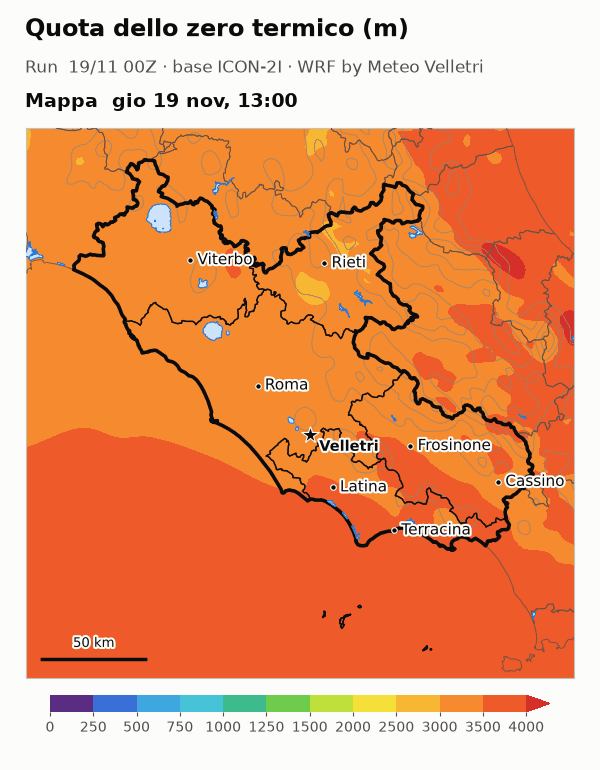 Quota dello zero termico (m)
Run  19/11 00Z · base ICON-2I · WRF by Meteo Velletri
Mappa  gio 19 nov, 13:00
Viterbo
Rieti
Roma
Velletri
Frosinone
Cassino
Latina
Terracina
50 km
0 250 500 750 1000 1250 1500 2000 2500 3000 3500 4000